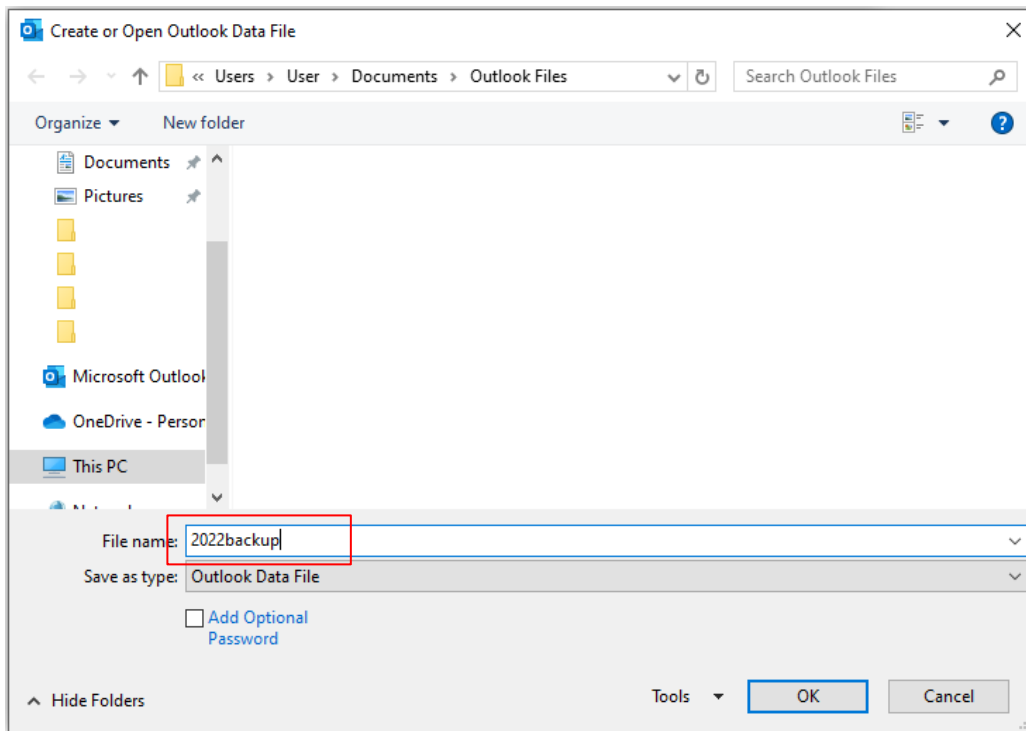 Create or Open Outlook Data File
« Users > User > Documents > Outlook Files
Search Outlook Files
Organize
New folder
?
Documents
Pictures
Microsoft Outlook
OneDrive - Person
This PC
File name: 2022backup
Save as type: Outlook Data File
Add Optional
Password
Hide Folders
Tools
OK
Cancel